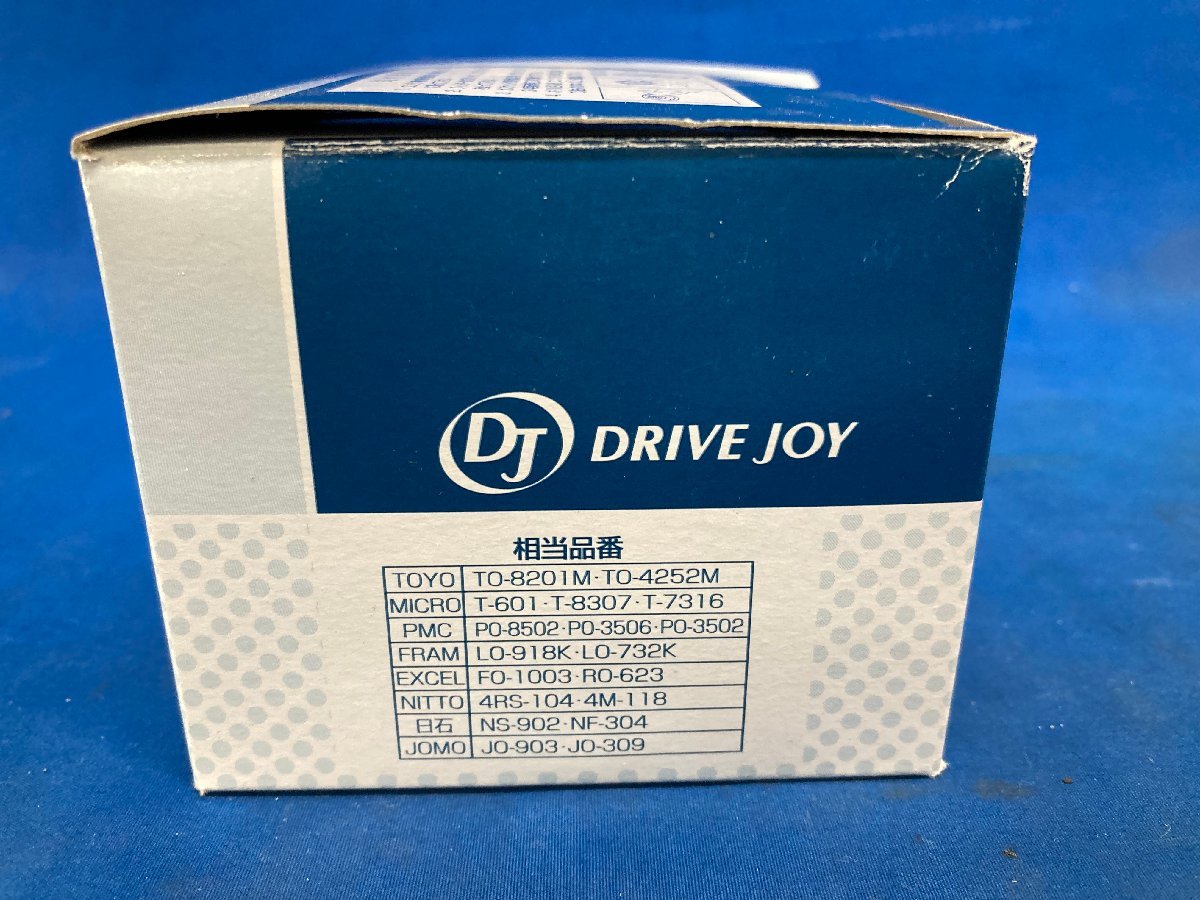 DJ DRIVE JOY
相当品番
TOYO TO-8201M·TO-4252M
MICRO T-601·T-8307·T-7316
PMC PO-8502·PO-3506·PO-3502
FRAM LO-918K·LO-732K
EXCEL FO-1003·RO-623
NITTO 4RS-104·4M-118
日石 NS-902·NF-304
JOMO JO-903·JO-309